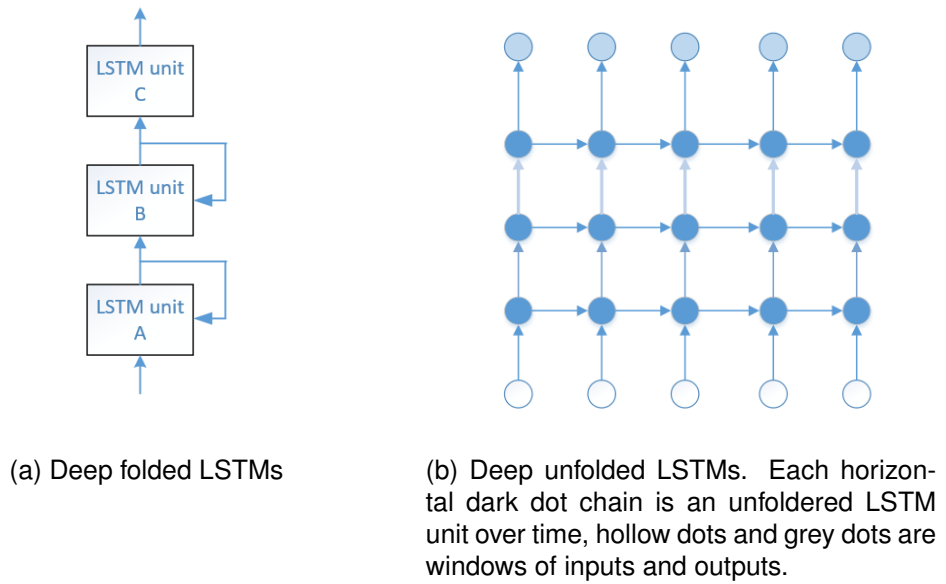 LSTM unit
C
LSTM unit
B
LSTM unit
A
(a) Deep folded LSTMs
(b) Deep unfolded LSTMs. Each horizon-
tal dark dot chain is an unfoldered LSTM
unit over time, hollow dots and grey dots are
windows of inputs and outputs.